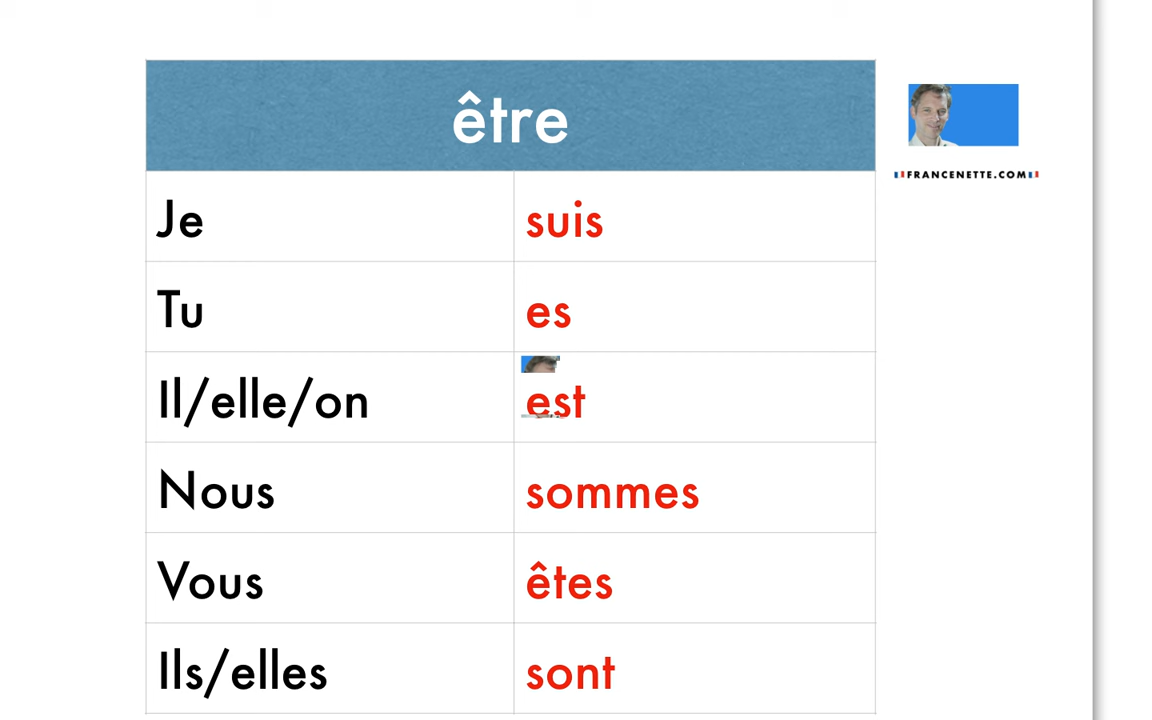 être
FRANCENETTE.COM
Je suis
Tu es
Il/elle/on est
Nous sommes
Vous êtes
Ils/elles sont